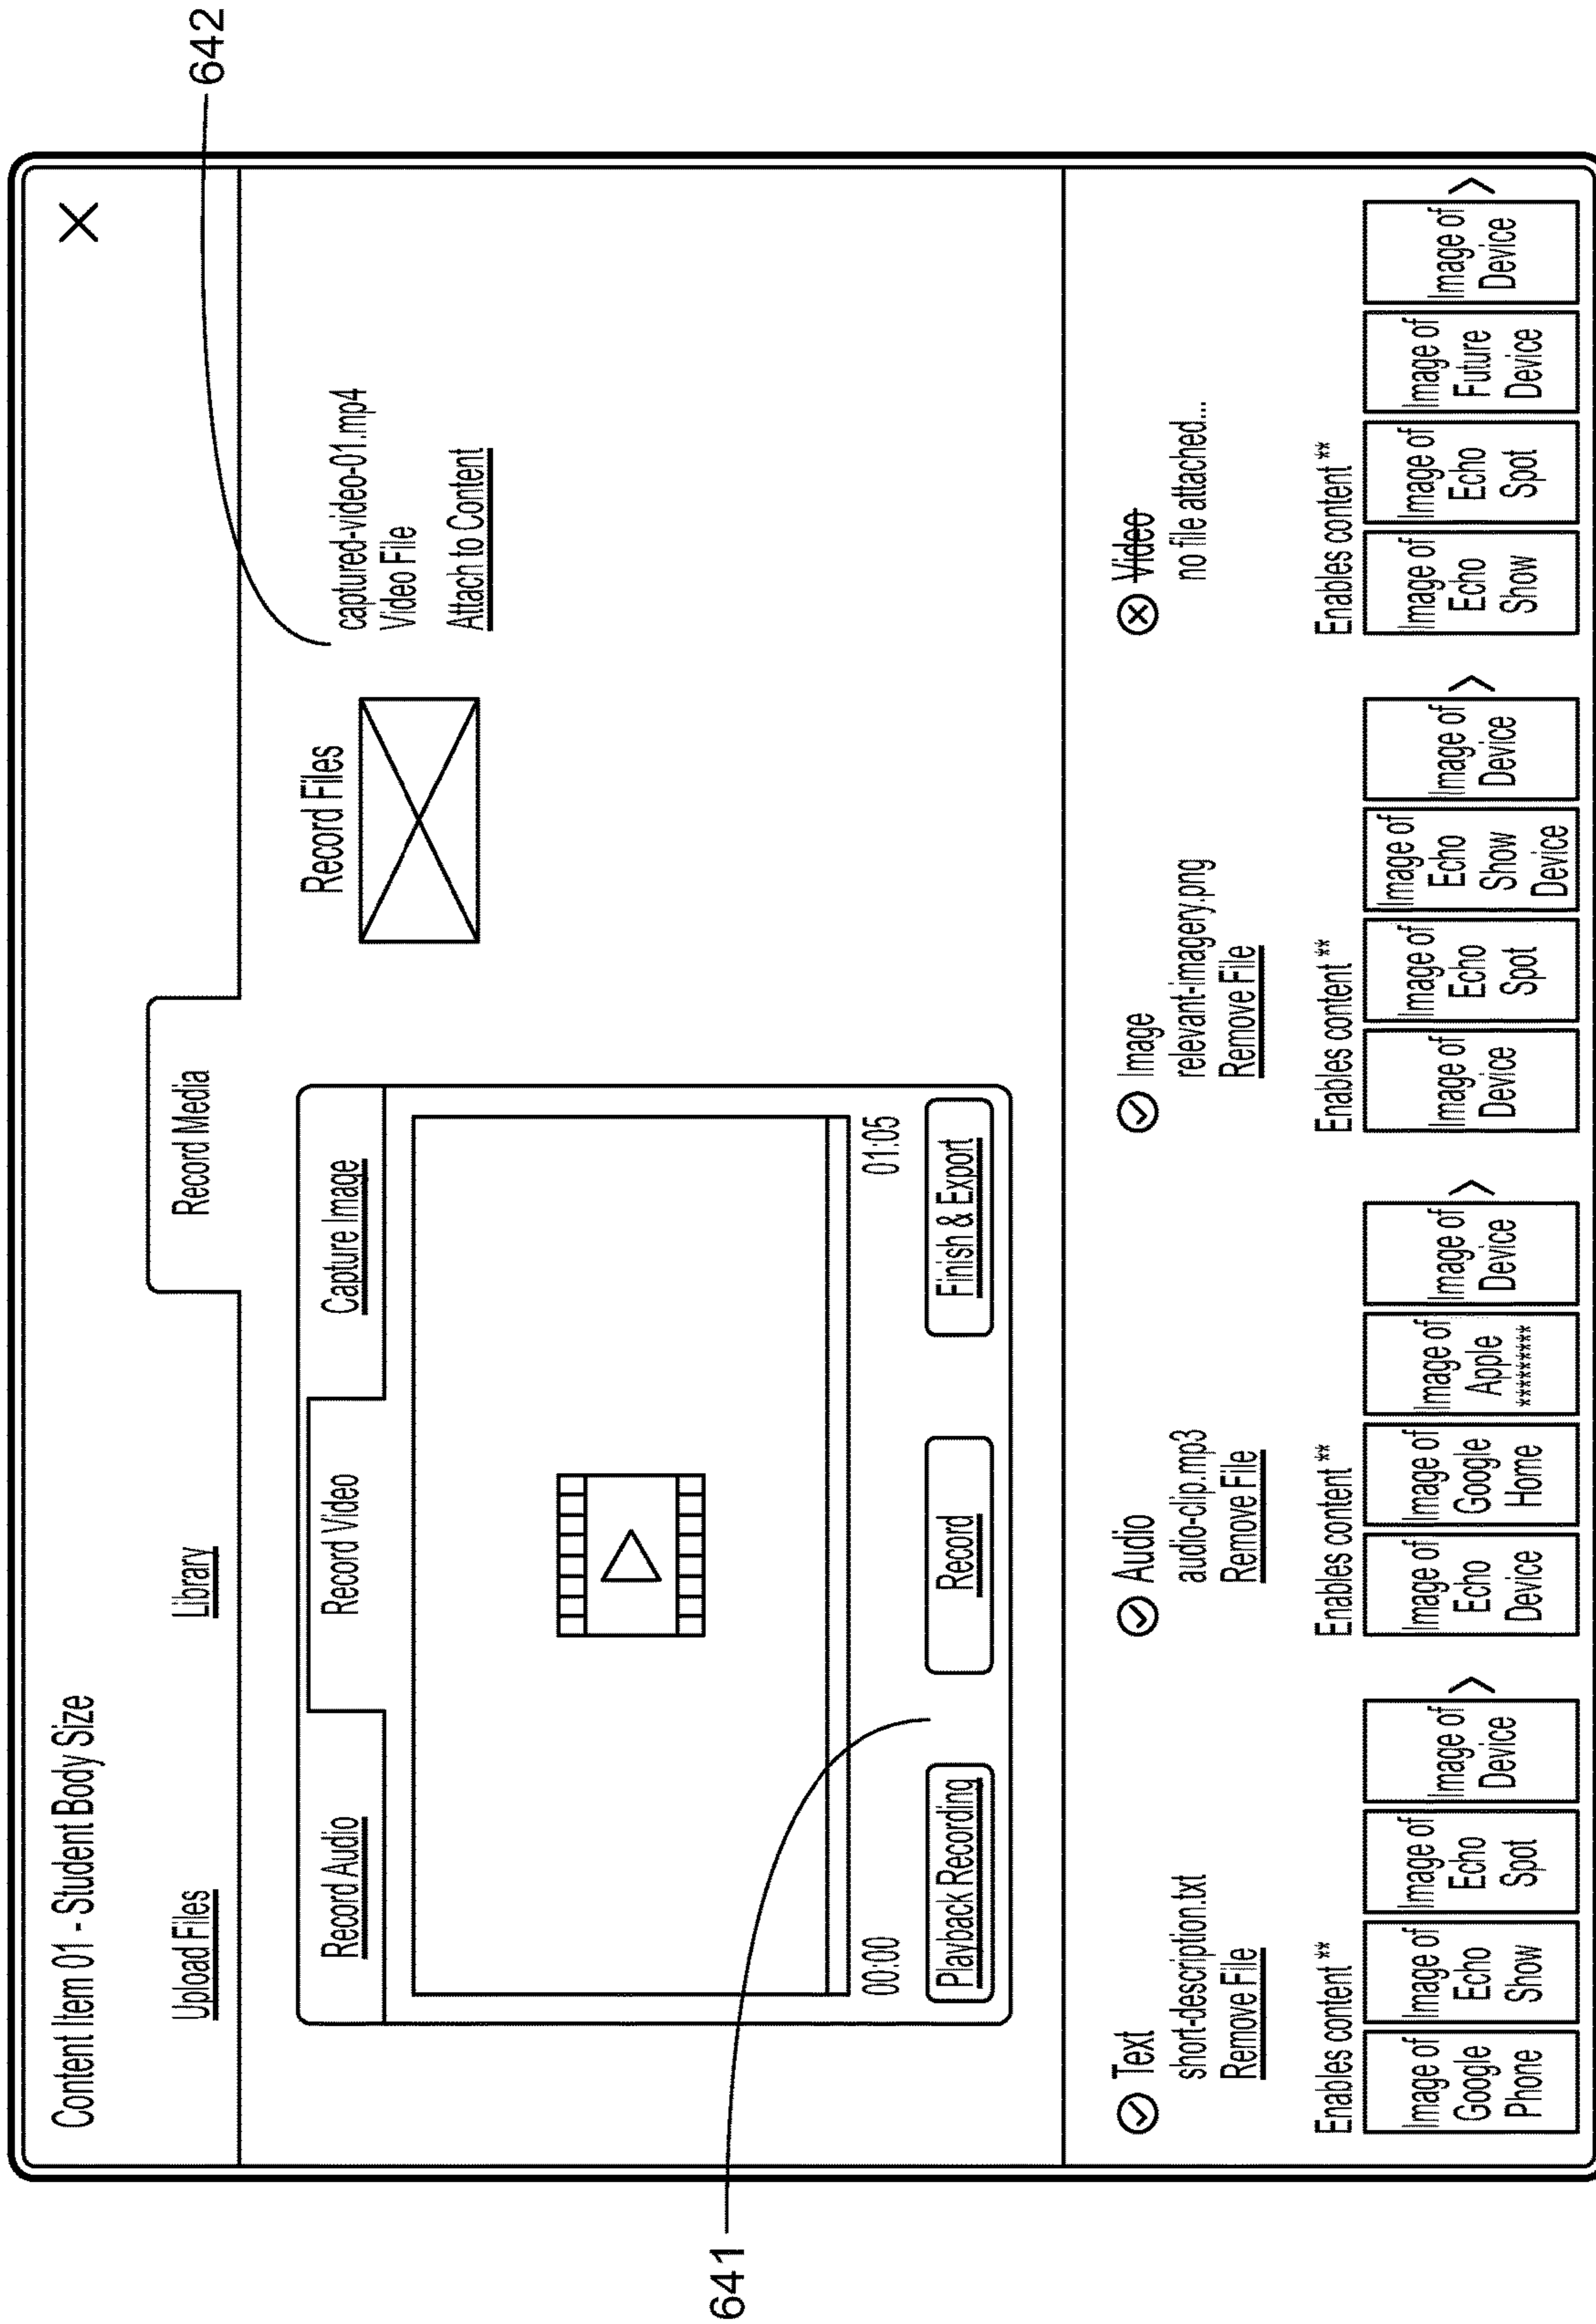 642
Content Item 01 - Student Body Size
Upload Files
Library
Record Media
Record Audio
Record Video
Capture Image
00:00
01:05
Playback Recording
Record
Finish & Export
641
Record Files
captured-video-01.mp4
Video File
Attach to Content
Text
short-description.txt
Remove File
Enables content **
Image of
Google
Phone
Image of
Echo
Show
Image of
Echo
Spot
Image of
Device
>
Audio
audio-clip.mp3
Remove File
Enables content **
Image of
Echo
Device
Image of
Google
Home
Image of
Apple
*********
Image of
Device
>
Image
relevant-imagery.png
Remove File
Enables content **
Image of
Device
Image of
Echo
Spot
Image of
Echo
Show
Device
Image of
Device
>
Video
no file attached...
Enables content **
Image of
Echo
Show
Image of
Echo
Spot
Image of
Future
Device
Image of
Device
>